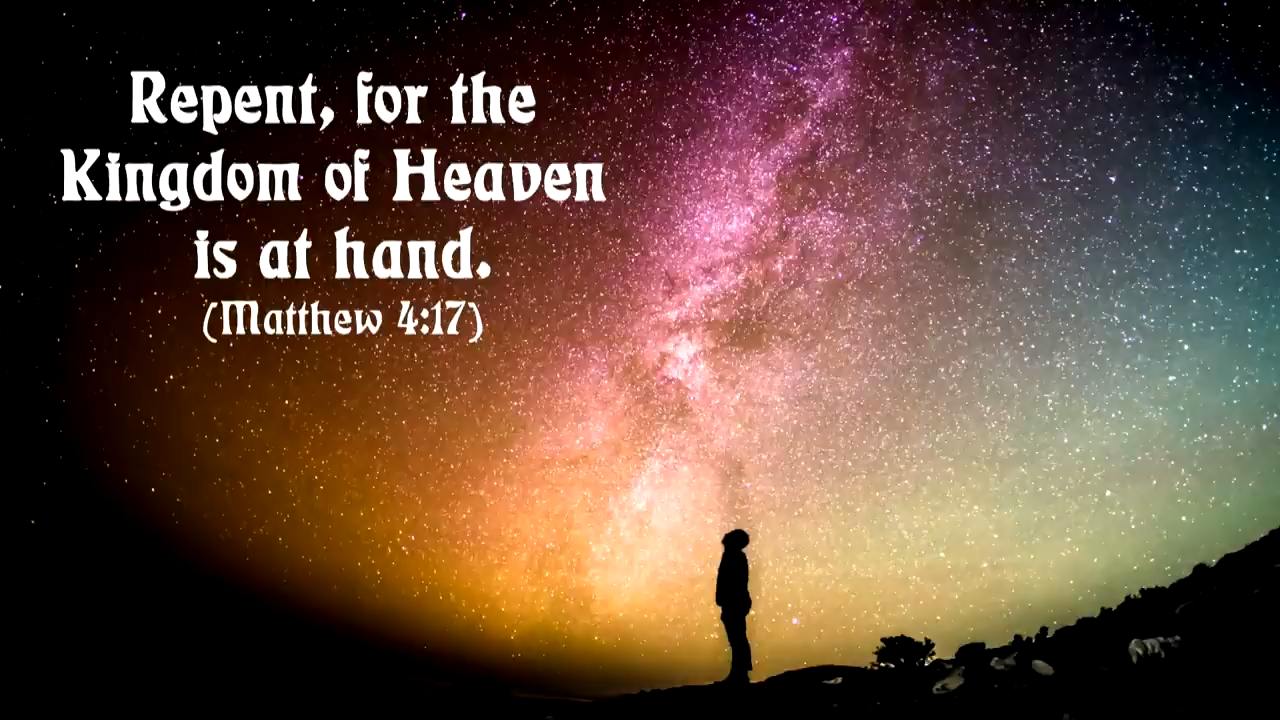 Repent, for the
Kingdom of Heaven
is at hand.
(Matthew 4:17)